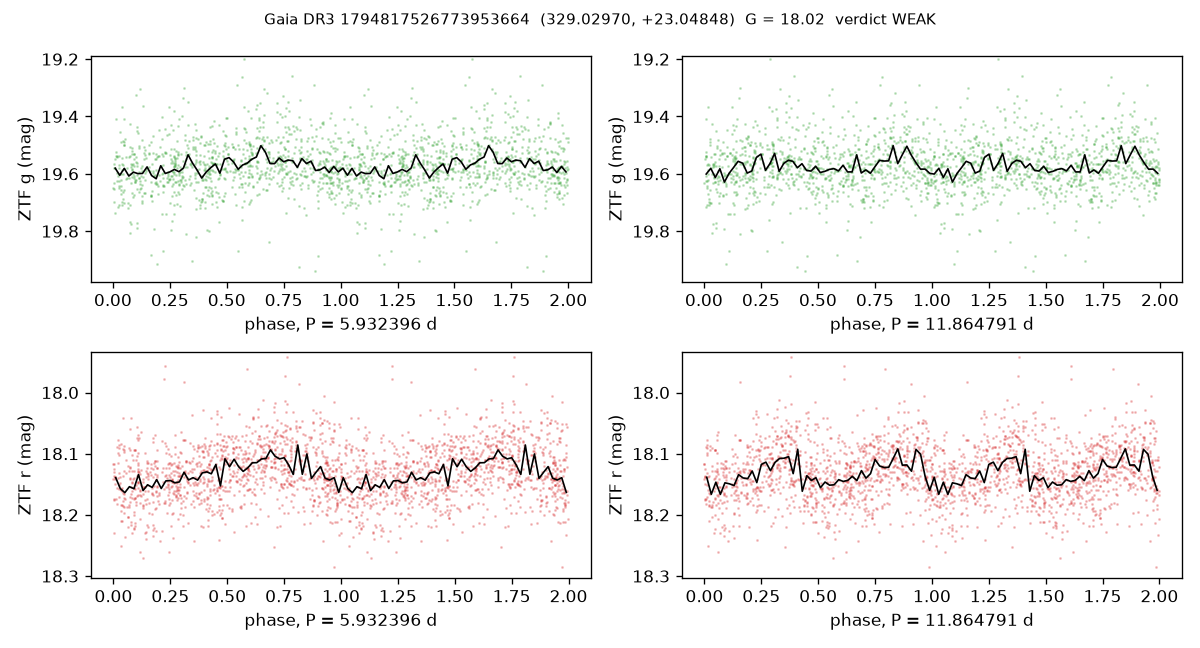 Gaia DR3 1794817526773953664  (329.02970, +23.04848)  G = 18.02  verdict WEAK
19.2
19.4
19.6
19.8
ZTF g (mag)
0.00 0.25 0.50 0.75 1.00 1.25 1.50 1.75 2.00
phase, P = 5.932396 d
19.2
19.4
19.6
19.8
ZTF g (mag)
0.00 0.25 0.50 0.75 1.00 1.25 1.50 1.75 2.00
phase, P = 11.864791 d
18.0
18.1
18.2
18.3
ZTF r (mag)
0.00 0.25 0.50 0.75 1.00 1.25 1.50 1.75 2.00
phase, P = 5.932396 d
18.0
18.1
18.2
18.3
ZTF r (mag)
0.00 0.25 0.50 0.75 1.00 1.25 1.50 1.75 2.00
phase, P = 11.864791 d